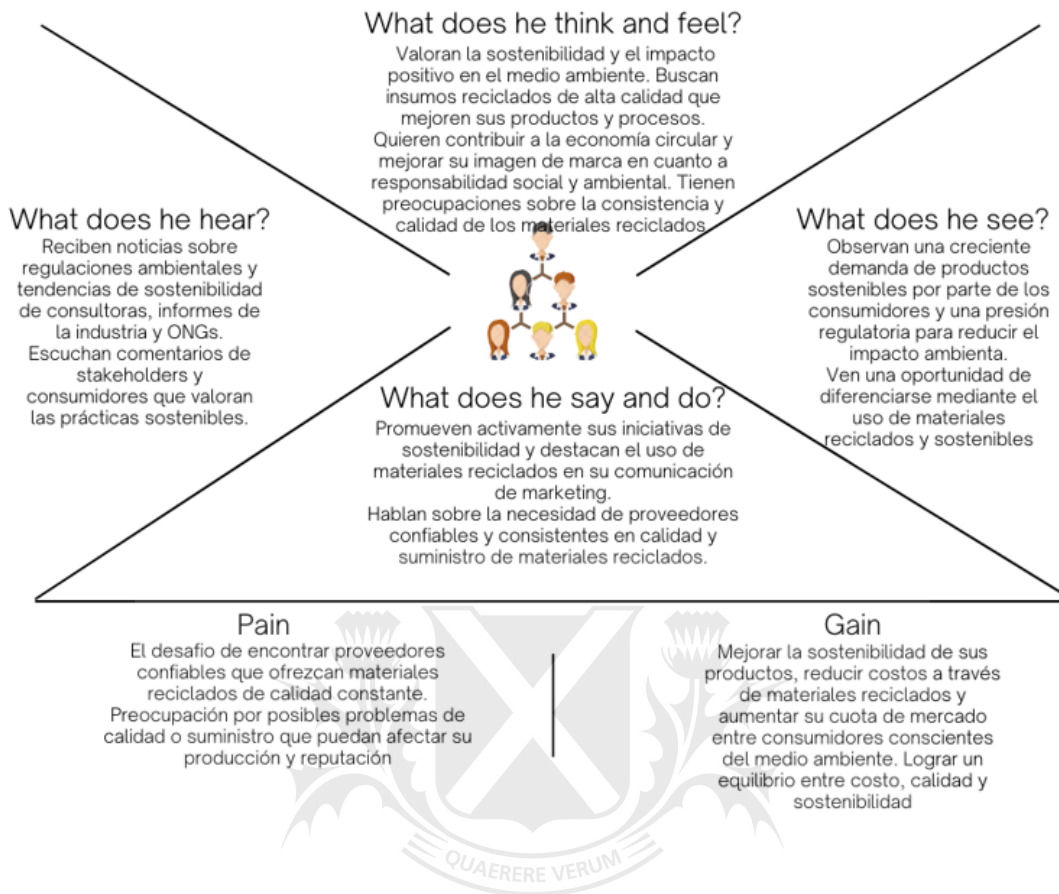 What does he think and feel?
Valoran la sostenibilidad y el impacto
positivo en el medio ambiente. Buscan
insumos reciclados de alta calidad que
mejoren sus productos y procesos.
Quieren contribuir a la economía circular y
mejorar su imagen de marca en cuanto a
responsabilidad social y ambiental. Tienen
preocupaciones sobre la consistencia y
calidad de los materiales reciclados
What does he hear?
Reciben noticias sobre
regulaciones ambientales y
tendencias de sostenibilidad
de consultoras, informes de
la industria y ONGs.
Escuchan comentarios de
stakeholders y
consumidores que valoran
las prácticas sostenibles.
What does he see?
Observan una creciente
demanda de productos
sostenibles por parte de los
consumidores y una presión
regulatoria para reducir el
impacto ambienta.
Ven una oportunidad de
diferenciarse mediante el
uso de materiales
reciclados y sostenibles
What does he say and do?
Promueven activamente sus iniciativas de
sostenibilidad y destacan el uso de
materiales reciclados en su comunicación
de marketing.
Hablan sobre la necesidad de proveedores
confiables y consistentes en calidad y
suministro de materiales reciclados.
Pain
El desafio de encontrar proveedores
confiables que ofrezcan materiales
reciclados de calidad constante.
Preocupación por posibles problemas de
calidad o suministro que puedan afectar su
producción y reputación
Gain
Mejorar la sostenibilidad de sus
productos, reducir costos a través
de materiales reciclados y
aumentar su cuota de mercado
entre consumidores conscientes
del medio ambiente. Lograr un
equilibrio entre costo, calidad y
sostenibilidad
QUAERERE VERUM